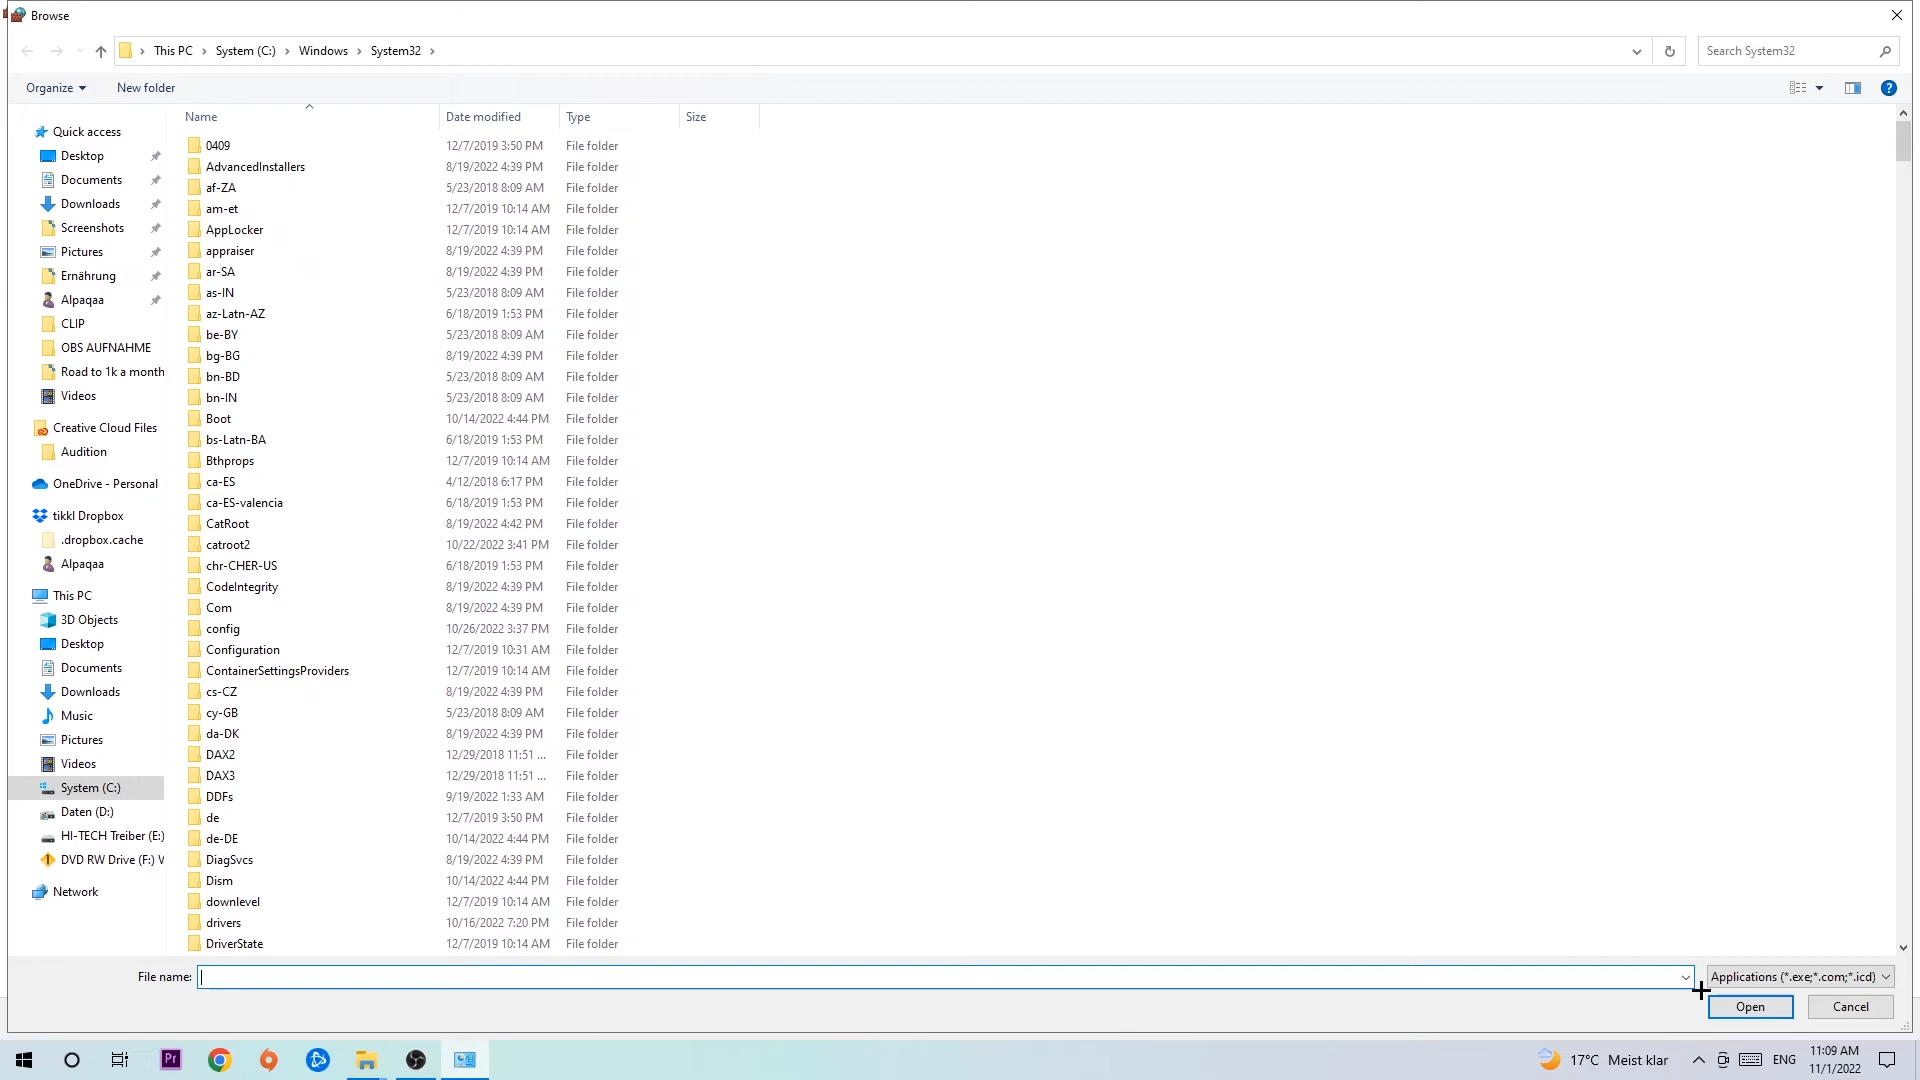 Browse
This PC
System (C:)
Windows
System32
Search System32
Organize
New folder
Name
Date modified
Type
Size
Quick access
Desktop
Documents
Downloads
Screenshots
Pictures
Ernährung
Alpaqaa
CLIP
OBS AUFNAHME
Road to 1k a month
Videos
Creative Cloud Files
Audition
OneDrive - Personal
tikkl Dropbox
.dropbox.cache
Alpaqaa
This PC
3D Objects
Desktop
Documents
Downloads
Music
Pictures
Videos
System (C:)
Daten (D:)
HI-TECH Treiber (E:)
DVD RW Drive (F:) V
Network
0409 12/7/2019 3:50 PM File folder
AdvancedInstallers 8/19/2022 4:39 PM File folder
af-ZA 5/23/2018 8:09 AM File folder
am-et 12/7/2019 10:14 AM File folder
AppLocker 12/7/2019 10:14 AM File folder
appraiser 8/19/2022 4:39 PM File folder
ar-SA 8/19/2022 4:39 PM File folder
as-IN 5/23/2018 8:09 AM File folder
az-Latn-AZ 6/18/2019 1:53 PM File folder
be-BY 5/23/2018 8:09 AM File folder
bg-BG 8/19/2022 4:39 PM File folder
bn-BD 5/23/2018 8:09 AM File folder
bn-IN 5/23/2018 8:09 AM File folder
Boot 10/14/2022 4:44 PM File folder
bs-Latn-BA 6/18/2019 1:53 PM File folder
Bthprops 12/7/2019 10:14 AM File folder
ca-ES 4/12/2018 6:17 PM File folder
ca-ES-valencia 6/18/2019 1:53 PM File folder
CatRoot 8/19/2022 4:42 PM File folder
catroot2 10/22/2022 3:41 PM File folder
chr-CHER-US 6/18/2019 1:53 PM File folder
CodeIntegrity 8/19/2022 4:39 PM File folder
Com 8/19/2022 4:39 PM File folder
config 10/26/2022 3:37 PM File folder
Configuration 12/7/2019 10:31 AM File folder
ContainerSettingsProviders 12/7/2019 10:14 AM File folder
cs-CZ 8/19/2022 4:39 PM File folder
cy-GB 5/23/2018 8:09 AM File folder
da-DK 8/19/2022 4:39 PM File folder
DAX2 12/29/2018 11:51 ... File folder
DAX3 12/29/2018 11:51 ... File folder
DDFs 9/19/2022 1:33 AM File folder
de 12/7/2019 3:50 PM File folder
de-DE 10/14/2022 4:44 PM File folder
DiagSvcs 8/19/2022 4:39 PM File folder
Dism 10/14/2022 4:44 PM File folder
downlevel 12/7/2019 10:14 AM File folder
drivers 10/16/2022 7:20 PM File folder
DriverState 12/7/2019 10:14 AM File folder
File name:
Applications (*.exe;*.com;*.icd)
Open
Cancel
Pr
17°C Meist klar
ENG
11:09 AM
11/1/2022